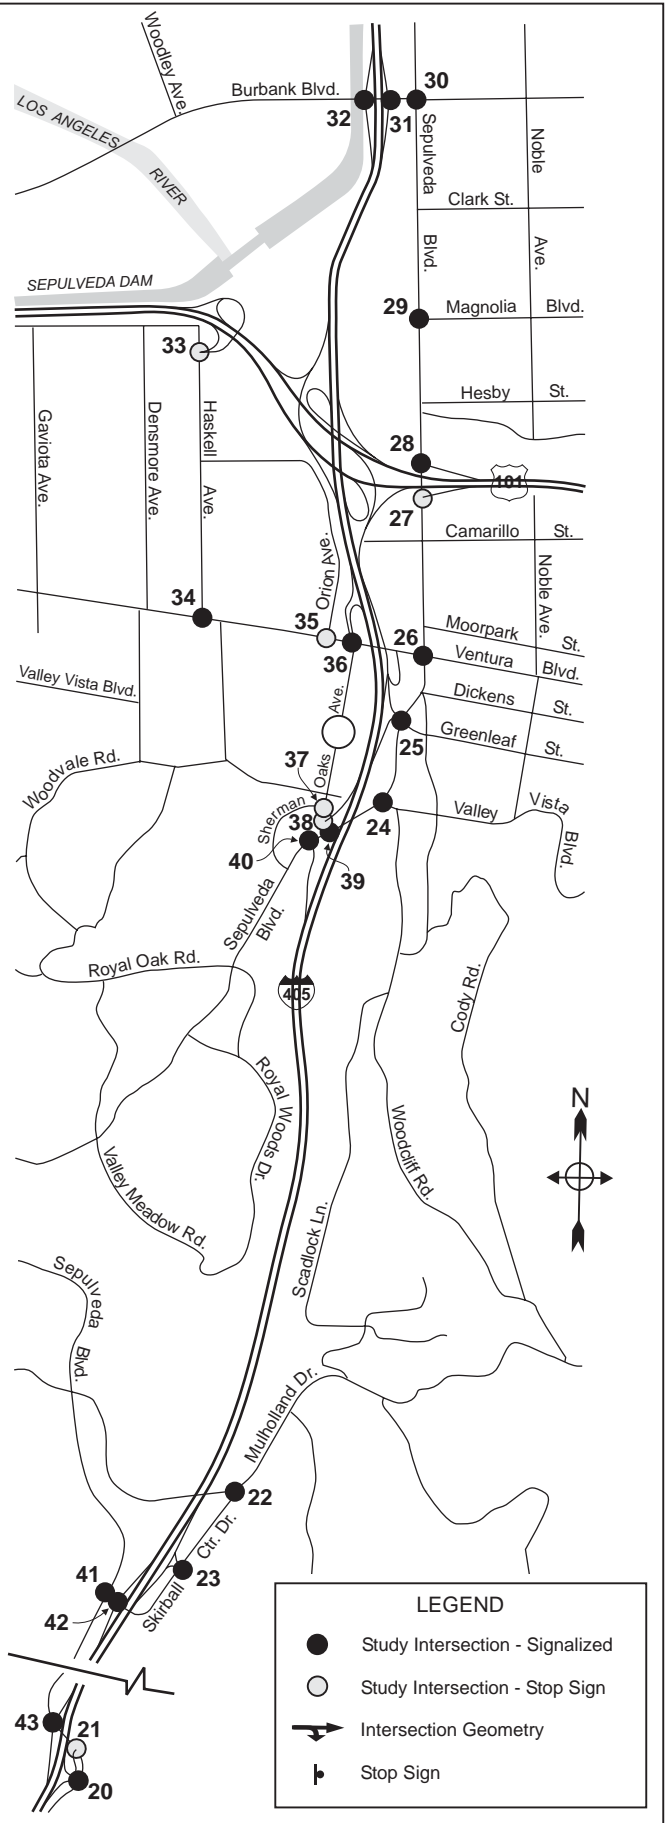 Woodley Ave.
Burbank Blvd.
30
32
31
LOS ANGELES
RIVER
Sepulveda
Blvd.
Noble
Ave.
Clark St.
SEPULVEDA DAM
29
Magnolia Blvd.
33
Hesby St.
Gaviota Ave.
Densmore Ave.
Haskell
Ave.
28
101
27
Camarillo St.
Orion Ave.
Noble Ave.
34
35
36
26
Moorpark St.
Ventura Blvd.
Valley Vista Blvd.
Dickens St.
Ave.
25
Greenleaf St.
Woodvale Rd.
37
Oaks
Sherman
38
24
Valley Vista Blvd.
40
39
Sepulveda
Blvd.
Royal Oak Rd.
405
Cody Rd.
Royal Woods Dr.
N
Woodcliff Rd.
Valley Meadow Rd.
Scadlock Ln.
Sepulveda
Blvd.
Mulholland Dr.
22
Ctr. Dr.
23
41
42
Skirball
LEGEND
Study Intersection - Signalized
Study Intersection - Stop Sign
Intersection Geometry
Stop Sign
43
21
20